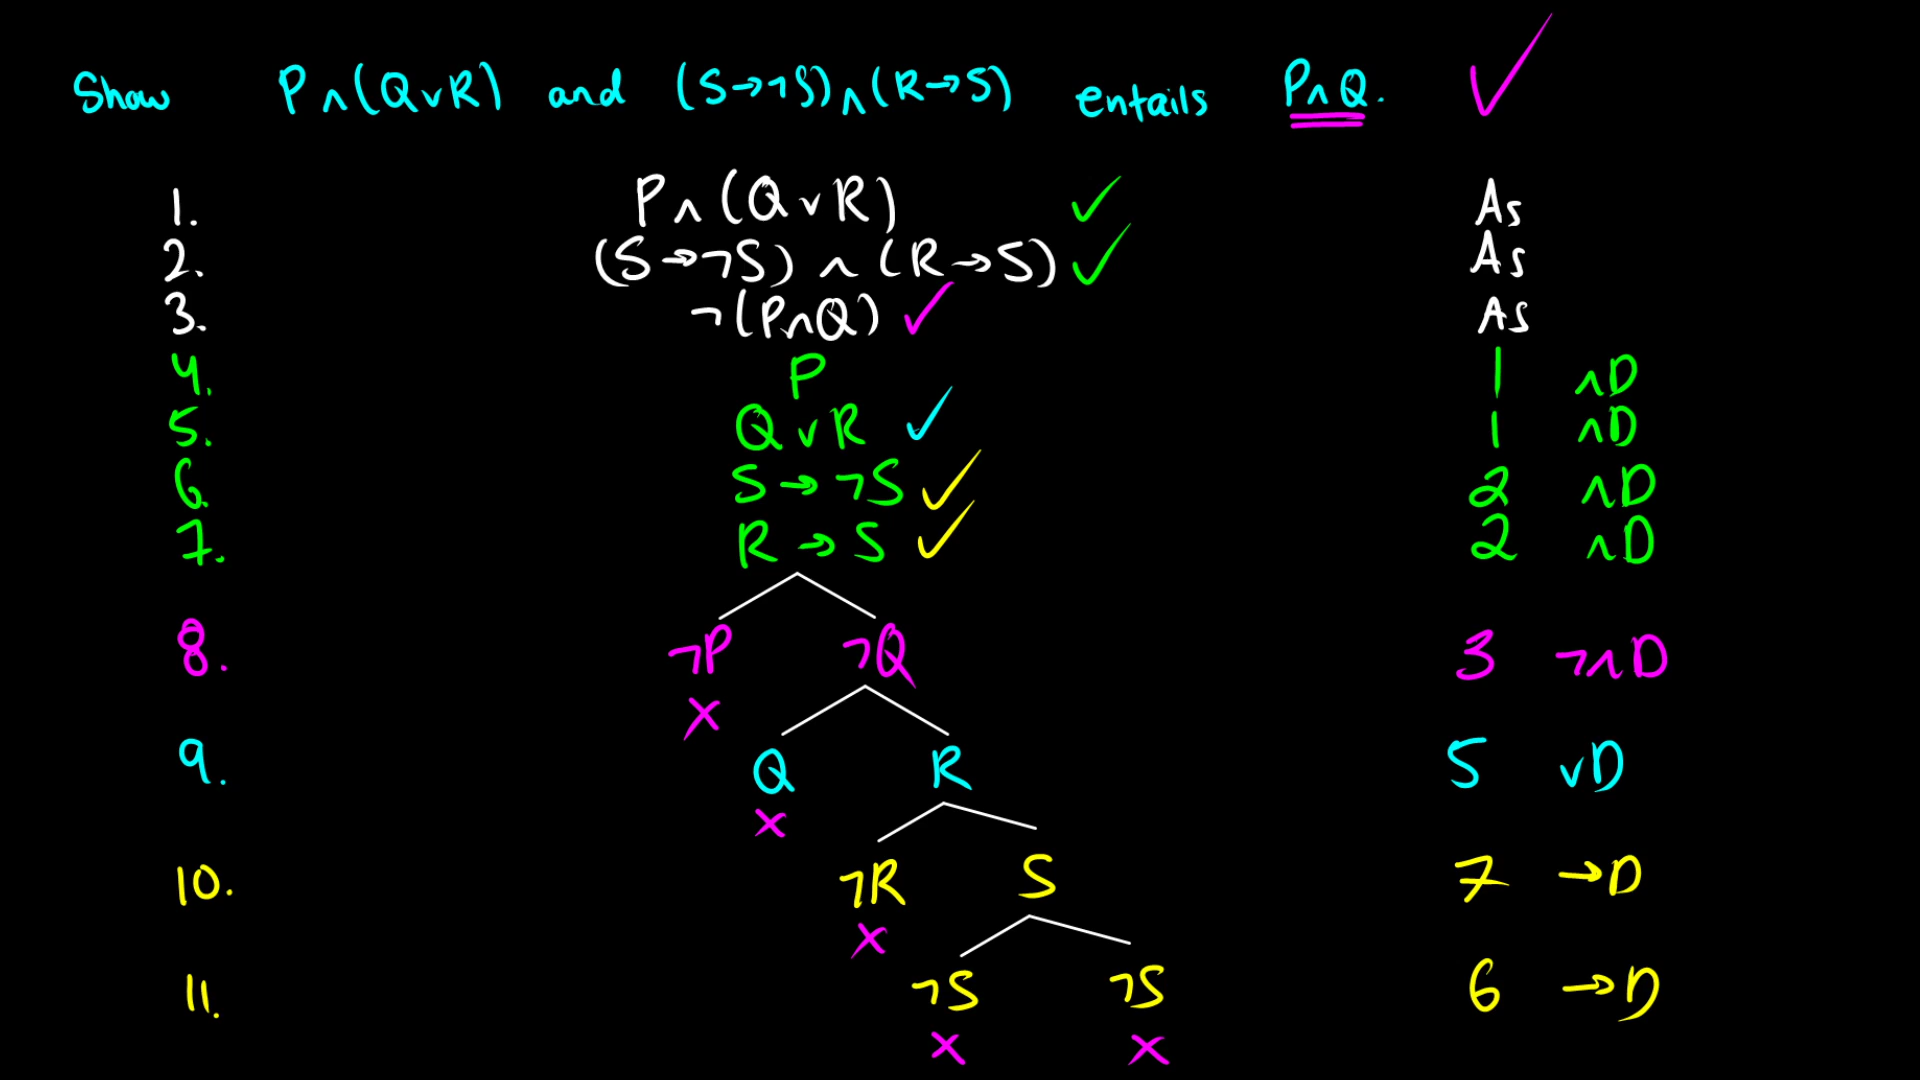 Show P∧(Q∨R) and (S→¬S)∧(R→S) entails P∧Q. ✓
1. P∧(Q∨R) ✓ As
2. (S→¬S) ∧ (R→S) ✓ As
3. ¬(P∧Q) ✓ As
4. P 1 ∧D
5. Q∨R ✓ 1 ∧D
6. S→¬S ✓ 2 ∧D
7. R→S ✓ 2 ∧D
8. ¬P ¬Q 3 ¬∧D
x
9. Q R 5 ∨D
x
10. ¬R S 7 →D
x
11. ¬S ¬S 6 →D
x x